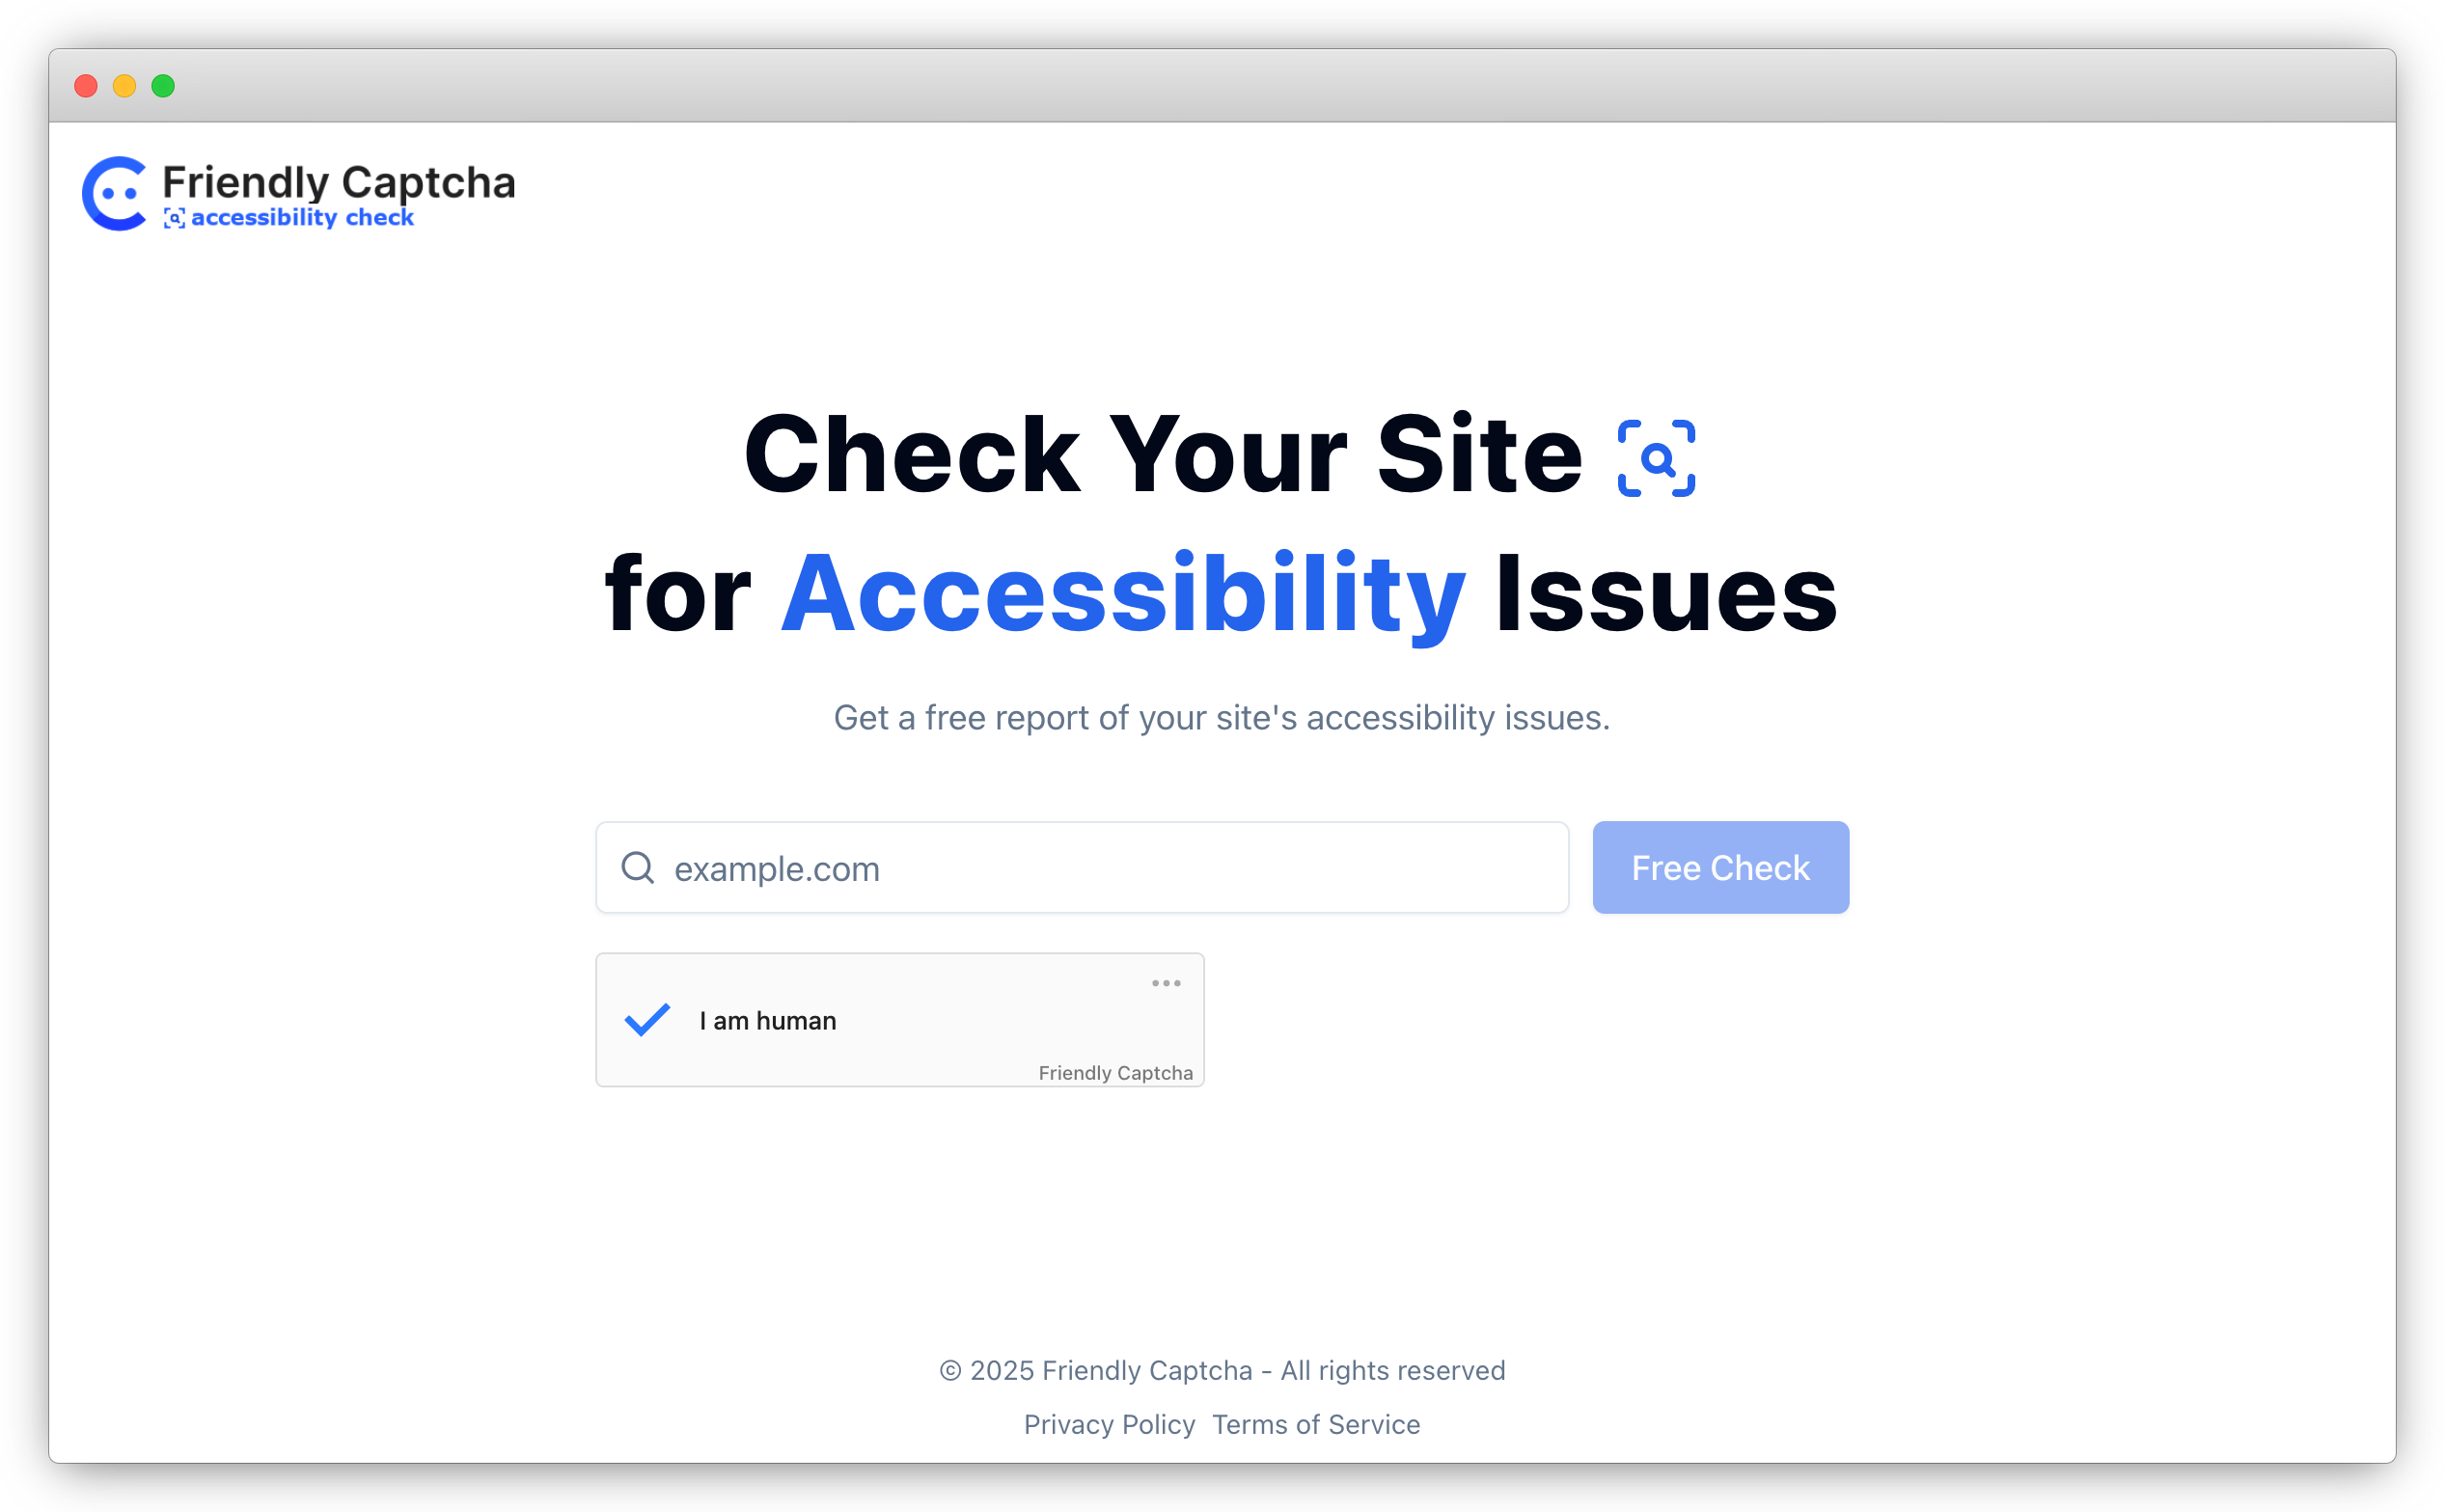 Friendly Captcha
accessibility check
Check Your Site
for Accessibility Issues
Get a free report of your site's accessibility issues.
example.com
Free Check
I am human
Friendly Captcha
© 2025 Friendly Captcha - All rights reserved
Privacy Policy Terms of Service